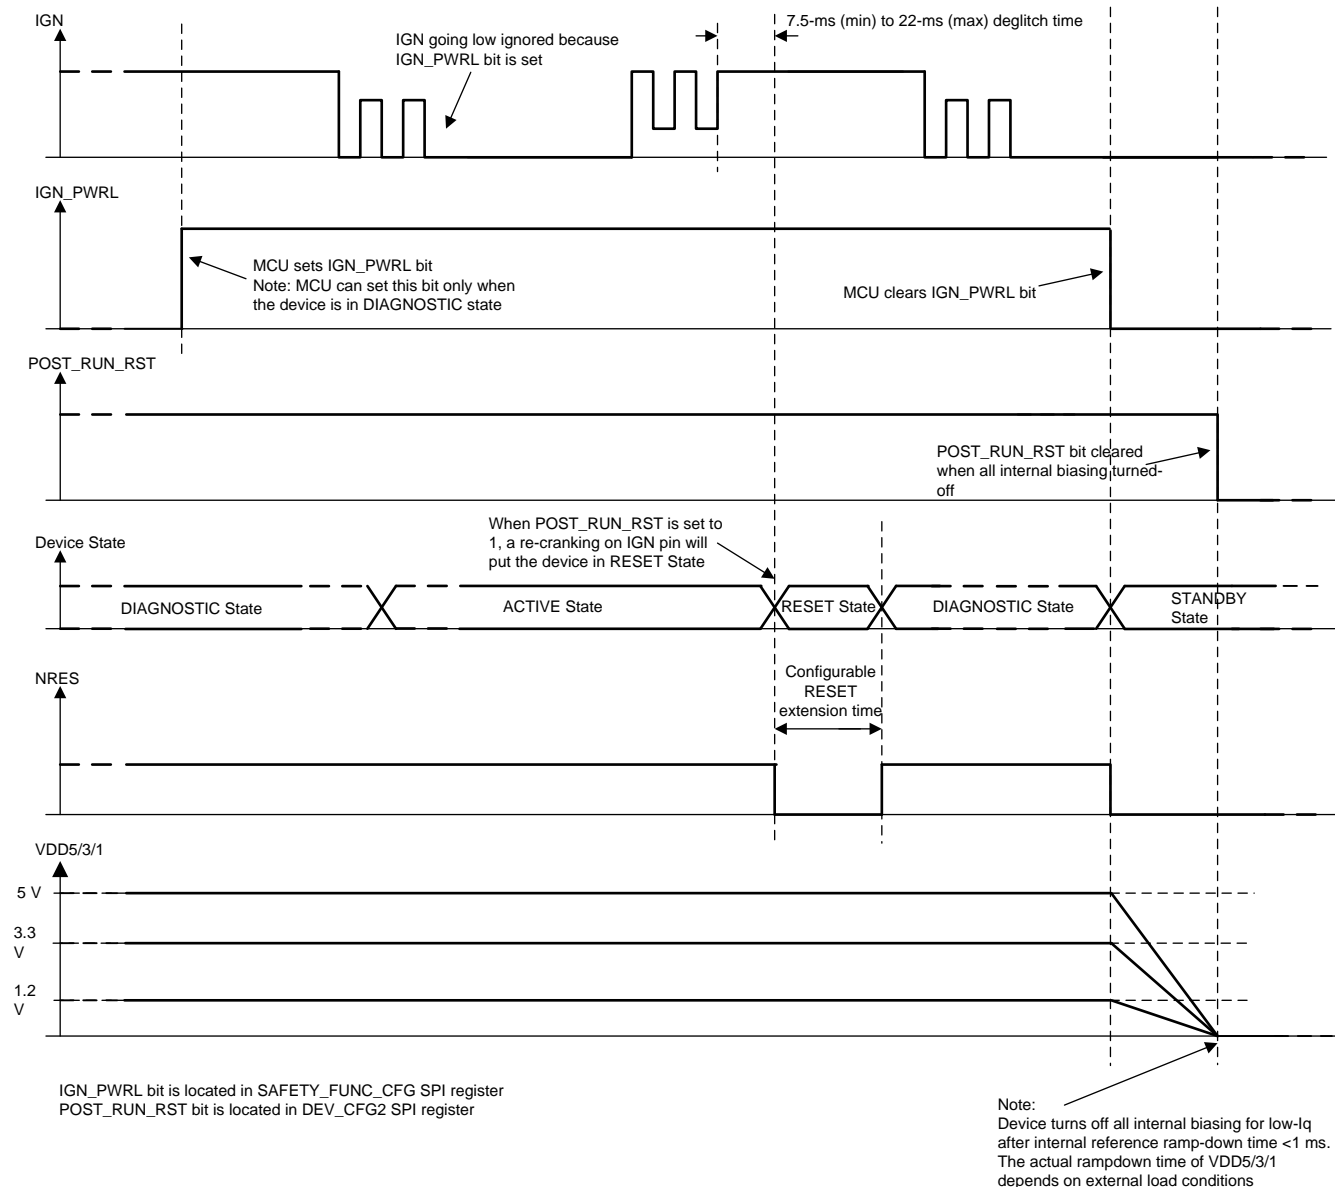 IGN
7.5-ms (min) to 22-ms (max) deglitch time
IGN going low ignored because
IGN_PWRL bit is set
IGN_PWRL
MCU sets IGN_PWRL bit
Note: MCU can set this bit only when
the device is in DIAGNOSTIC state
MCU clears IGN_PWRL bit
POST_RUN_RST
POST_RUN_RST bit cleared
when all internal biasing turned-
off
When POST_RUN_RST is set to
1, a re-cranking on IGN pin will
put the device in RESET State
Device State
DIAGNOSTIC State
ACTIVE State
RESET State
DIAGNOSTIC State
STANDBY
State
NRES
Configurable
RESET
extension time
VDD5/3/1
5 V
3.3
V
1.2
V
IGN_PWRL bit is located in SAFETY_FUNC_CFG SPI register
POST_RUN_RST bit is located in DEV_CFG2 SPI register
Note:
Device turns off all internal biasing for low-Iq
after internal reference ramp-down time <1 ms.
The actual rampdown time of VDD5/3/1
depends on external load conditions